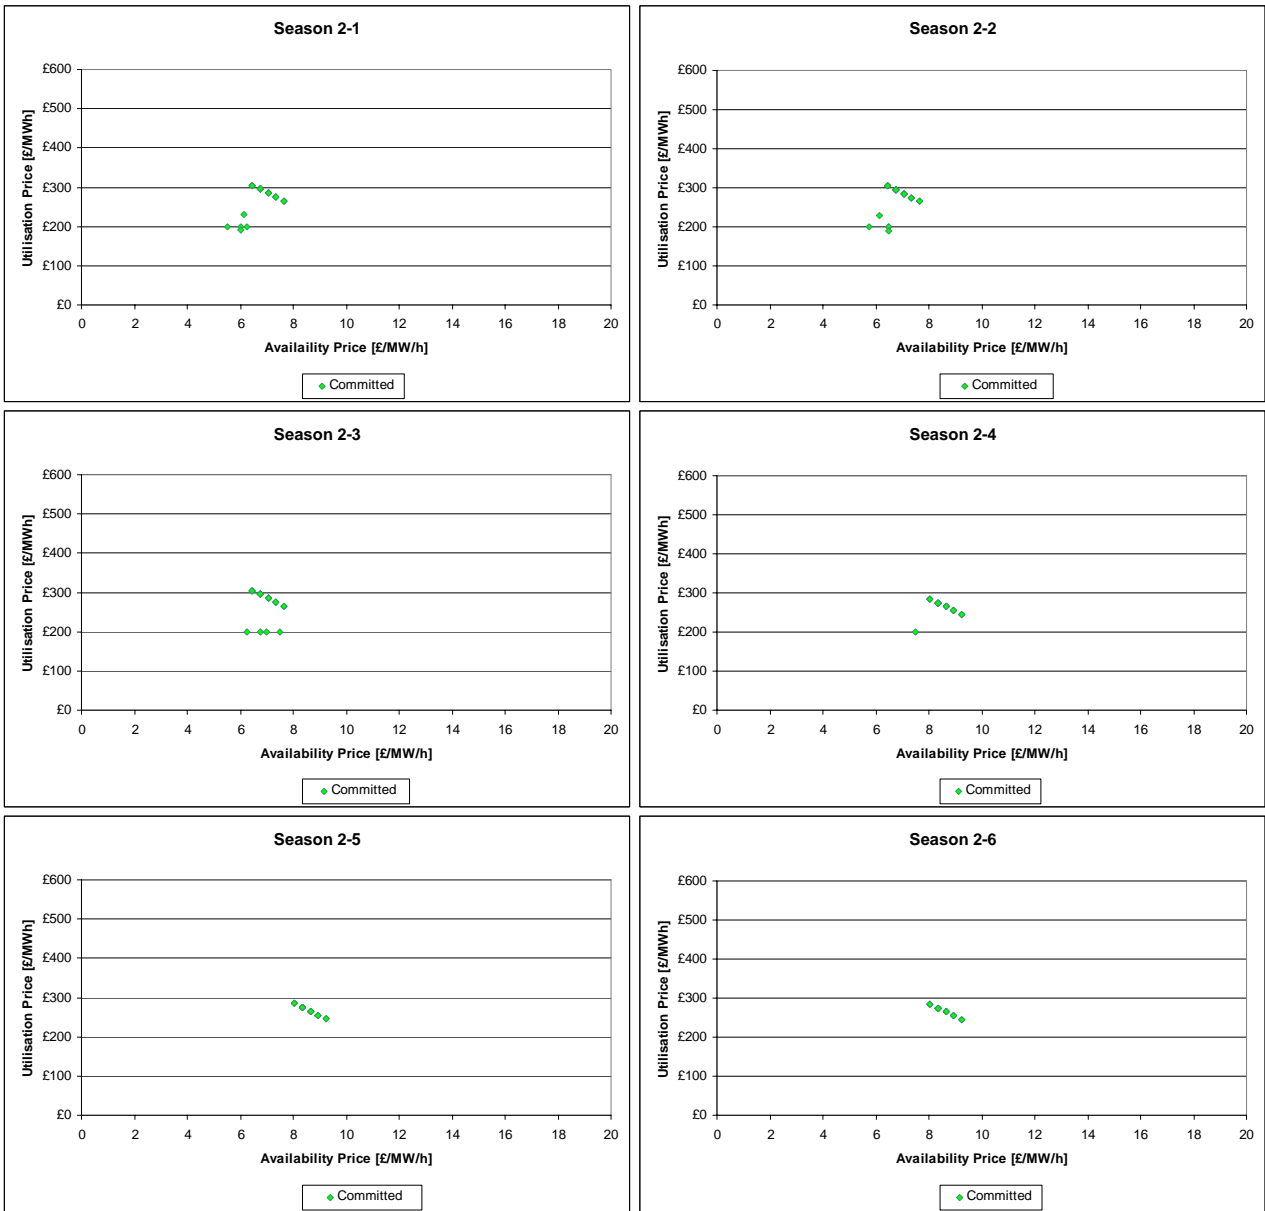 Season 2-1
£600
£500
£400
£300
£200
£100
£0
Utilisation Price [£/MWh]
0 2 4 6 8 10 12 14 16 18 20
Availaility Price [£/MW/h]
Committed
Season 2-2
£600
£500
£400
£300
£200
£100
£0
Utilisation Price [£/MWh]
0 2 4 6 8 10 12 14 16 18 20
Availability Price [£/MW/h]
Committed
Season 2-3
£600
£500
£400
£300
£200
£100
£0
Utilisation Price [£/MWh]
0 2 4 6 8 10 12 14 16 18 20
Availability Price [£/MW/h]
Committed
Season 2-4
£600
£500
£400
£300
£200
£100
£0
Utilisation Price [£/MWh]
0 2 4 6 8 10 12 14 16 18 20
Availability Price [£/MW/h]
Committed
Season 2-5
£600
£500
£400
£300
£200
£100
£0
Utilisation Price [£/MWh]
0 2 4 6 8 10 12 14 16 18 20
Availability Price [£/MW/h]
Committed
Season 2-6
£600
£500
£400
£300
£200
£100
£0
Utilisation Price [£/MWh]
0 2 4 6 8 10 12 14 16 18 20
Availability Price [£/MW/h]
Committed